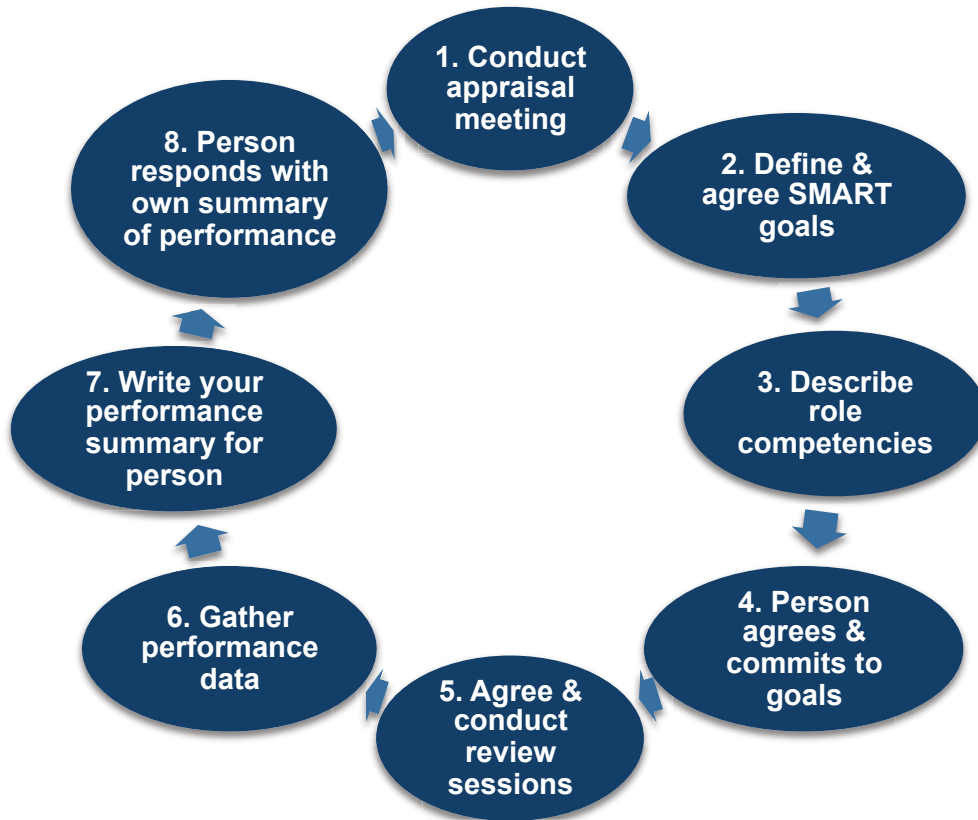 1. Conduct
appraisal
meeting
2. Define &
agree SMART
goals
3. Describe
role
competencies
4. Person
agrees &
commits to
goals
5. Agree &
conduct
review
sessions
6. Gather
performance
data
7. Write your
performance
summary for
person
8. Person
responds with
own summary
of performance